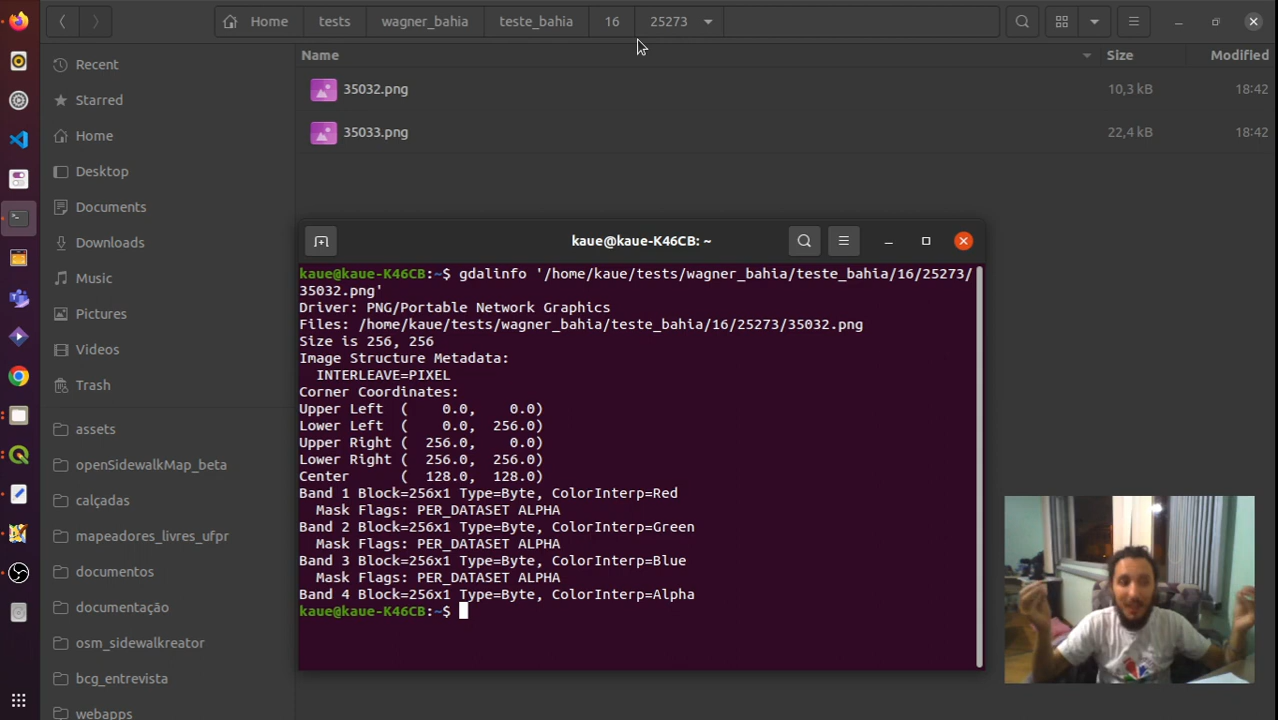 Home
tests
wagner_bahia
teste_bahia
16
25273
Name
Size
Modified
Recent
Starred
Home
Desktop
Documents
Downloads
Music
Pictures
Videos
Trash
assets
openSidewalkMap_beta
calçadas
mapeadores_livres_ufpr
documentos
documentação
osm_sidewalkreator
bcg_entrevista
webapps
35032.png
10,3 kB
18:42
35033.png
22,4 kB
18:42
kaue@kaue-K46CB: ~
kaue@kaue-K46CB:~$ gdalinfo '/home/kaue/tests/wagner_bahia/teste_bahia/16/25273/
35032.png'
Driver: PNG/Portable Network Graphics
Files: /home/kaue/tests/wagner_bahia/teste_bahia/16/25273/35032.png
Size is 256, 256
Image Structure Metadata:
  INTERLEAVE=PIXEL
Corner Coordinates:
Upper Left  (    0.0,    0.0)
Lower Left  (    0.0,  256.0)
Upper Right (  256.0,    0.0)
Lower Right (  256.0,  256.0)
Center      (  128.0,  128.0)
Band 1 Block=256x1 Type=Byte, ColorInterp=Red
  Mask Flags: PER_DATASET ALPHA
Band 2 Block=256x1 Type=Byte, ColorInterp=Green
  Mask Flags: PER_DATASET ALPHA
Band 3 Block=256x1 Type=Byte, ColorInterp=Blue
  Mask Flags: PER_DATASET ALPHA
Band 4 Block=256x1 Type=Byte, ColorInterp=Alpha
kaue@kaue-K46CB:~$